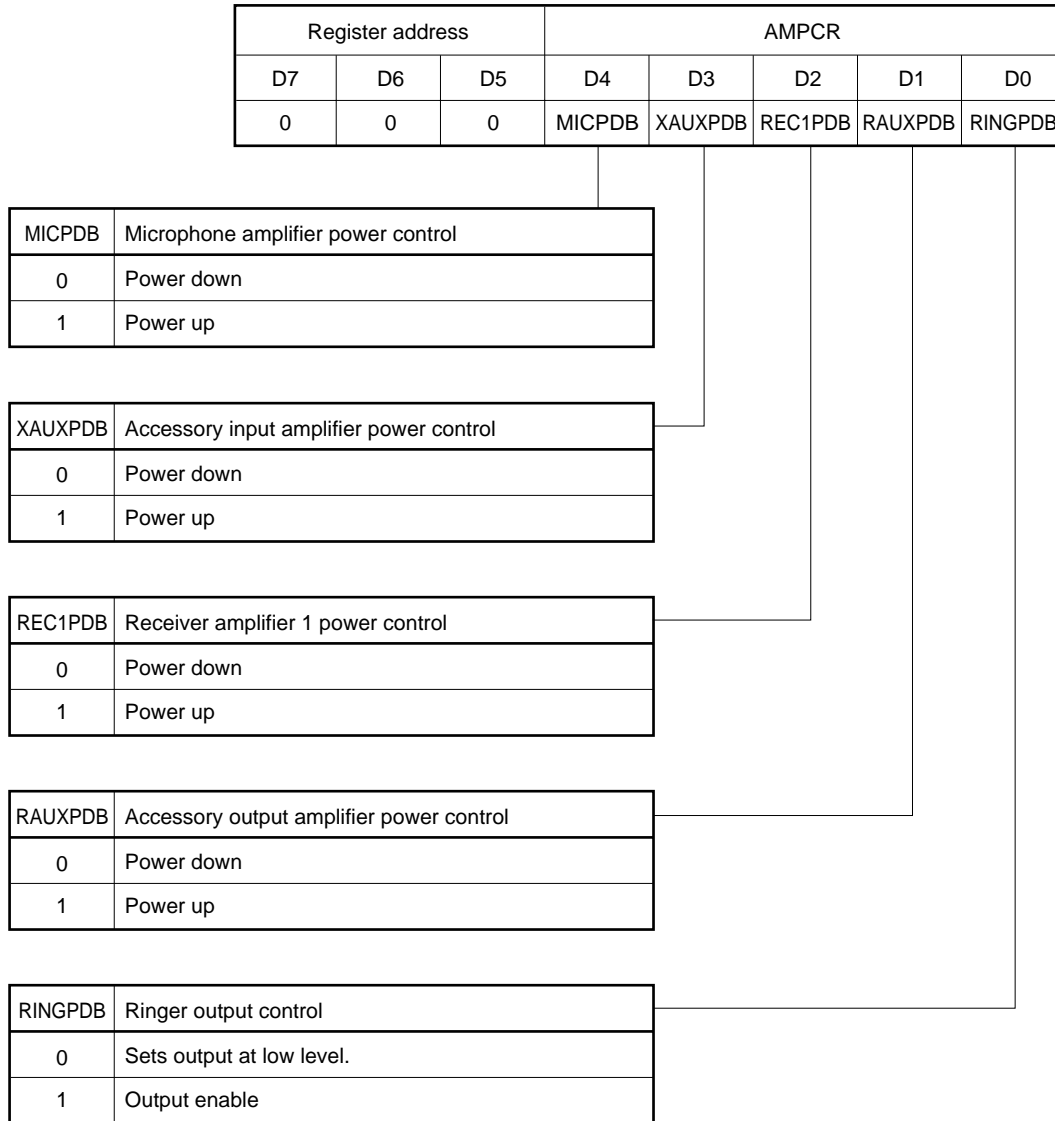 Register address AMPCR
D7 D6 D5 D4 D3 D2 D1 D0
0 0 0 MICPDB XAUXPDB REC1PDB RAUXPDB RINGPDB
MICPDB Microphone amplifier power control
0 Power down
1 Power up
XAUXPDB Accessory input amplifier power control
0 Power down
1 Power up
REC1PDB Receiver amplifier 1 power control
0 Power down
1 Power up
RAUXPDB Accessory output amplifier power control
0 Power down
1 Power up
RINGPDB Ringer output control
0 Sets output at low level.
1 Output enable